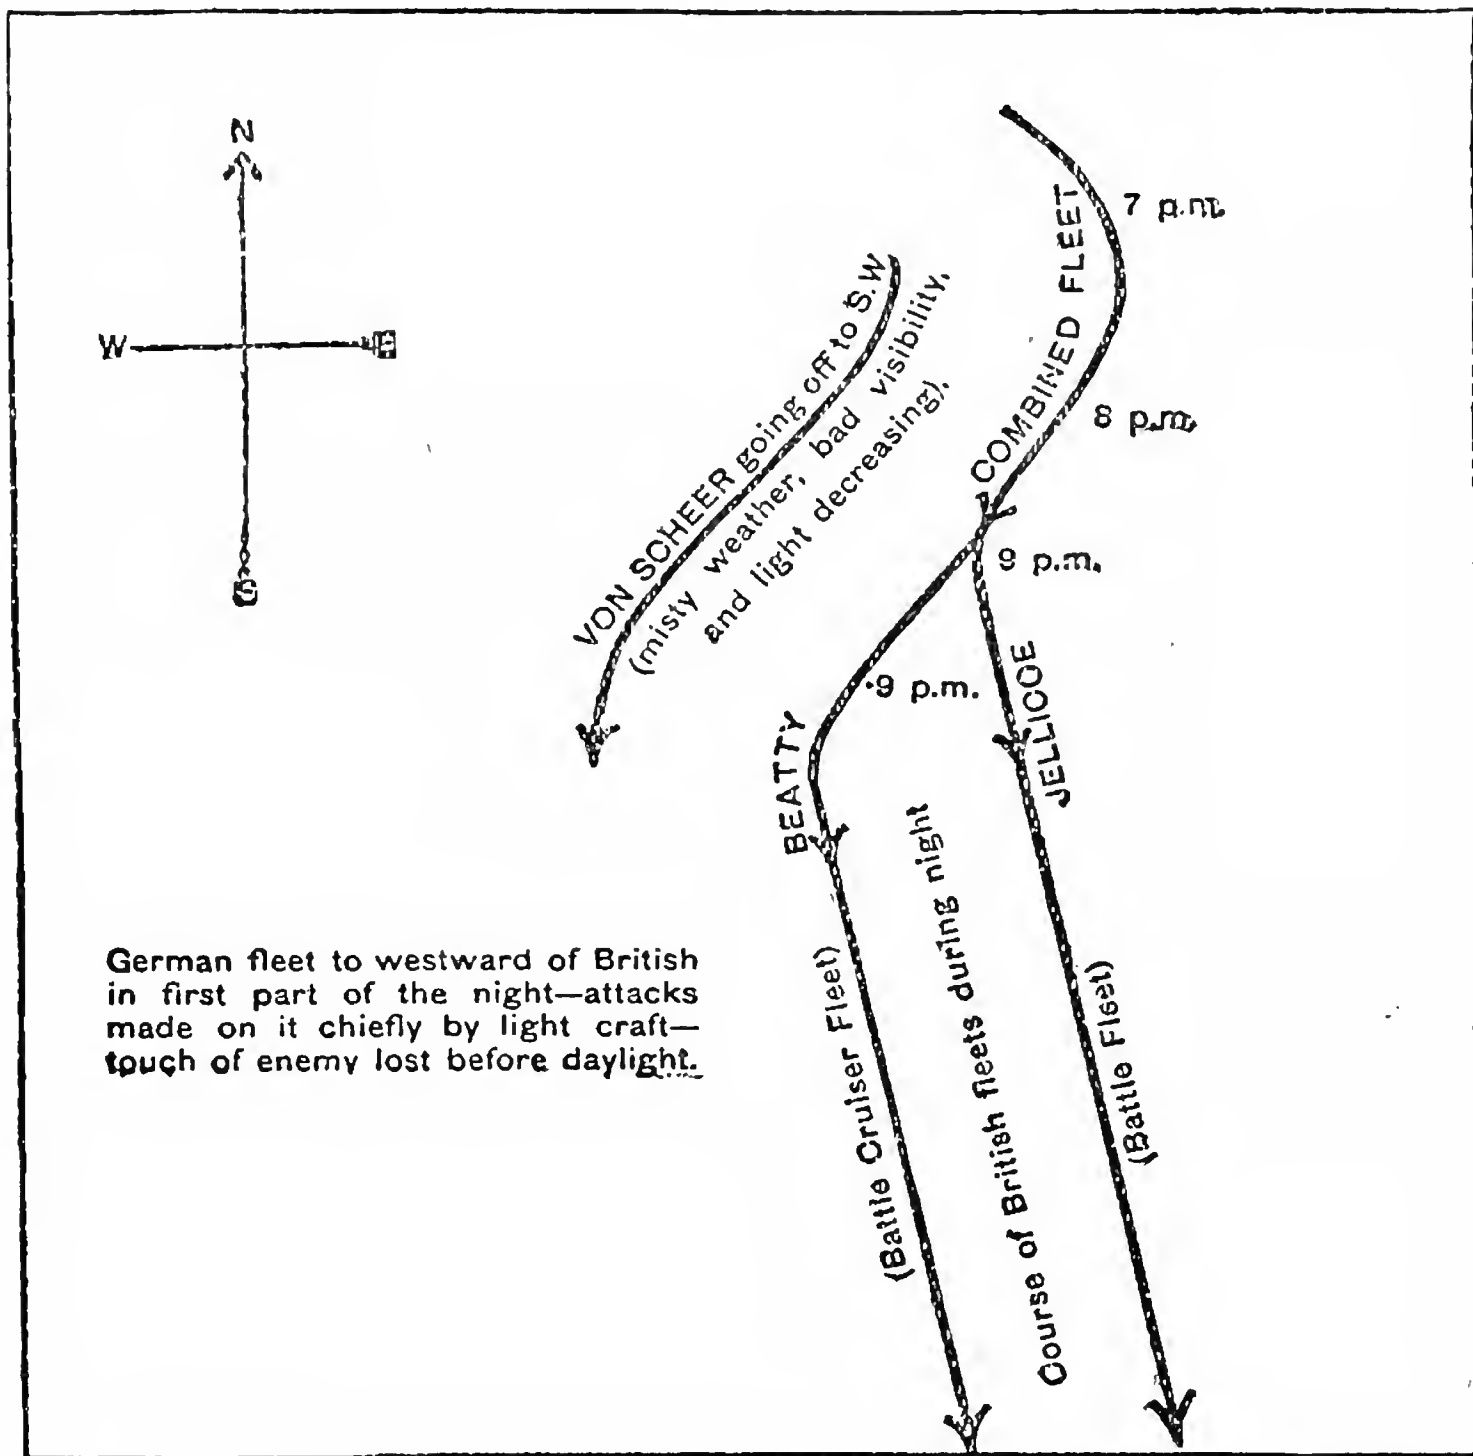 N
W
E
S
7 p.m.
COMBINED FLEET
8 p.m.
VON SCHEER going off to S.W.
(misty weather, bad visibility,
and light decreasing).
9 p.m.
9 p.m.
BEATTY
JELLICOE
(Battle Cruiser Fleet)
Course of British fleets during night
(Battle Fleet)
German fleet to westward of British
in first part of the night—attacks
made on it chiefly by light craft—
touch of enemy lost before daylight.